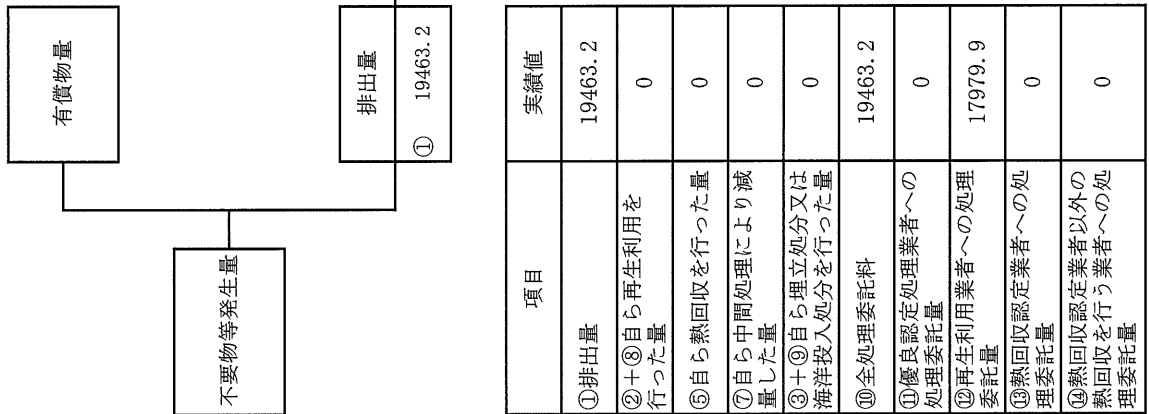 不要物等発生量
有償物量
排出量
① 19463.2
項目 実績値
①排出量 19463.2
②+⑧自ら再生利用を
行った量 0
⑤自ら熱回収を行った量 0
⑦自ら中間処理により減
量した量 0
③+⑨自ら埋立処分又は
海洋投入処分を行った量 0
⑩全処理委託料 19463.2
⑪優良認定処理業者への
処理委託量 0
⑫再生利用業者への処理
委託量 17979.9
⑬熱回収認定業者への処
理委託量 0
⑭熱回収認定業者以外の
熱回収を行う業者への処
理委託量 0